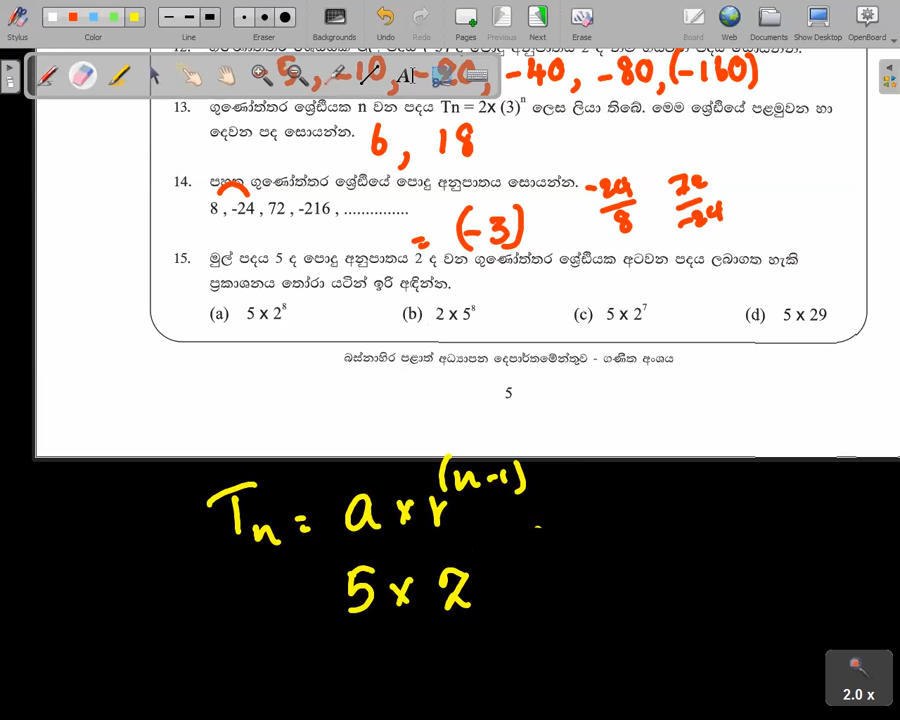 Stylus
Color
Line
Eraser
Background
Undo
Redo
Pages
Previous
Next
Erase
Board
Web
Documents
Show Desktop
OpenBoard
5, -10, -20, -40, -80, (-160)
13. ගුණෝත්තර ශ්‍රේඪියක n වන පදය Tn = 2x (3)ⁿ ලෙස ලියා තිබේ. මෙම ශ්‍රේඪියේ පළමුවන හා
දෙවන පද සොයන්න.
6, 18
14. පහත ගුණෝත්තර ශ්‍රේඪියේ පොදු අනුපාතය සොයන්න.
-24/8 72/-24
8 , -24 , 72 , -216 , ...............
= (-3)
15. මුල් පදය 5 ද පොදු අනුපාතය 2 ද වන ගුණෝත්තර ශ්‍රේඪියක අටවන පදය ලබාගත හැකි
ප්‍රකාශනය තෝරා යටින් ඉරි අඳින්න.
(a) 5 x 2⁸ (b) 2 x 5⁸ (c) 5 x 2⁷ (d) 5 x 29
බස්නාහිර පළාත් අධ්‍යාපන දෙපාර්තමේන්තුව - ගණිත අංශය
5
Tn = a x r⁽ⁿ⁻¹⁾
5 x 2
2.0 x